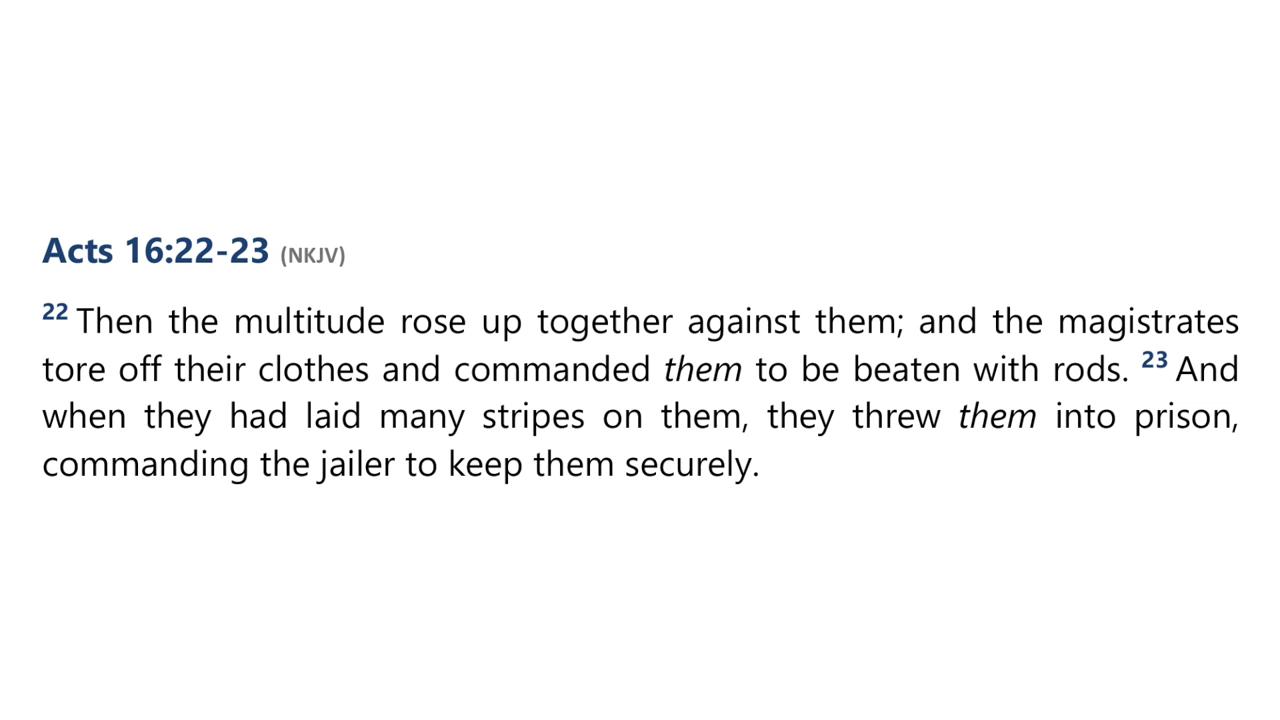 Acts 16:22-23 (NKJV)
22 Then the multitude rose up together against them; and the magistrates
tore off their clothes and commanded them to be beaten with rods. 23 And
when they had laid many stripes on them, they threw them into prison,
commanding the jailer to keep them securely.